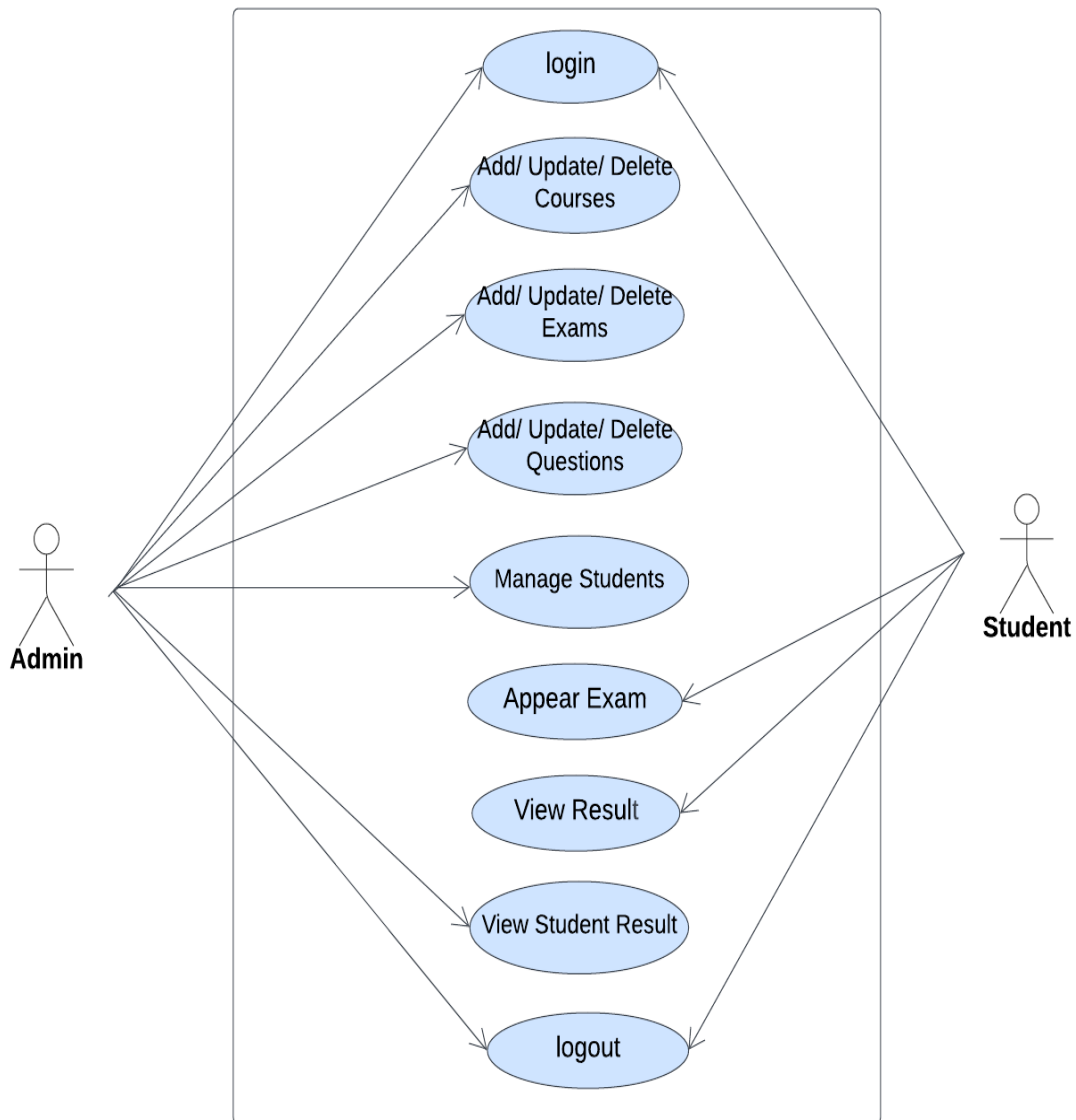 login
Add/ Update/ Delete
Courses
Add/ Update/ Delete
Exams
Add/ Update/ Delete
Questions
Manage Students
Admin
Student
Appear Exam
View Result
View Student Result
logout